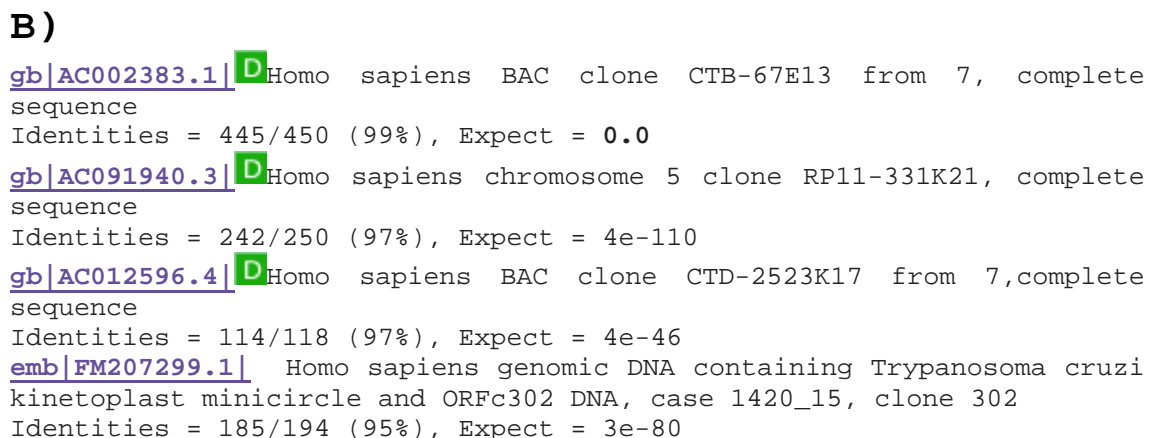 B)
gb|AC002383.1| D Homo sapiens BAC clone CTB-67E13 from 7, complete
sequence
Identities = 445/450 (99%), Expect = 0.0
gb|AC091940.3| D Homo sapiens chromosome 5 clone RP11-331K21, complete
sequence
Identities = 242/250 (97%), Expect = 4e-110
gb|AC012596.4| D Homo sapiens BAC clone CTD-2523K17 from 7,complete
sequence
Identities = 114/118 (97%), Expect = 4e-46
emb|FM207299.1| Homo sapiens genomic DNA containing Trypanosoma cruzi
kinetoplast minicircle and ORFc302 DNA, case 1420_15, clone 302
Identities = 185/194 (95%), Expect = 3e-80